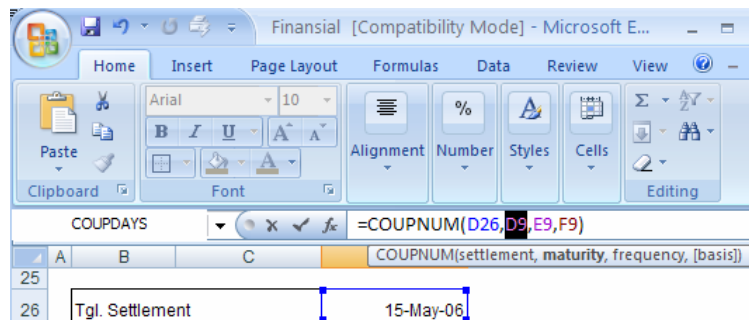 Finansial [Compatibility Mode] - Microsoft E...
Home Insert Page Layout Formulas Data Review View
Arial 10
B I U A A
Paste Alignment Number Styles Cells
Clipboard Font Editing
COUPDAYS fx =COUPNUM(D26,D9,E9,F9)
A B C COUPNUM(settlement, maturity, frequency, [basis])
25
26 Tgl. Settlement 15-May-06